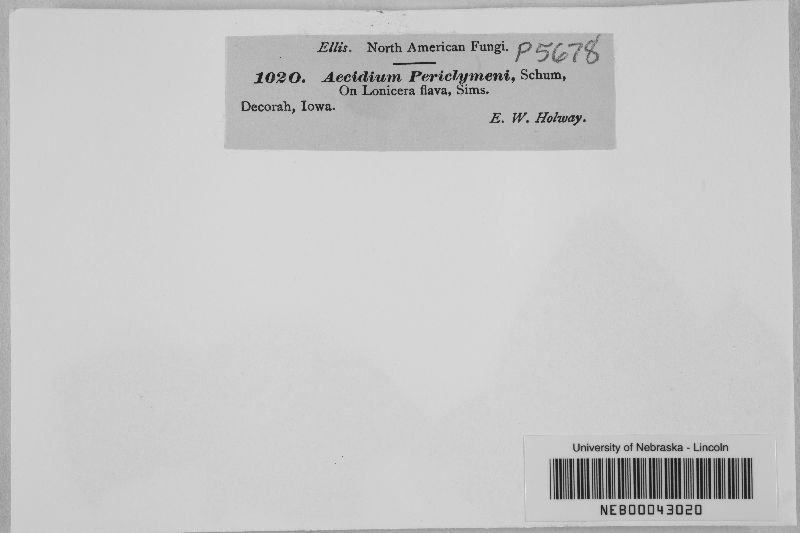 Ellis. North American Fungi. P5678
1020. Aecidium Periclymeni, Schum,
On Lonicera flava, Sims.
Decorah, Iowa.
E. W. Holway.
University of Nebraska - Lincoln
NEB00043020